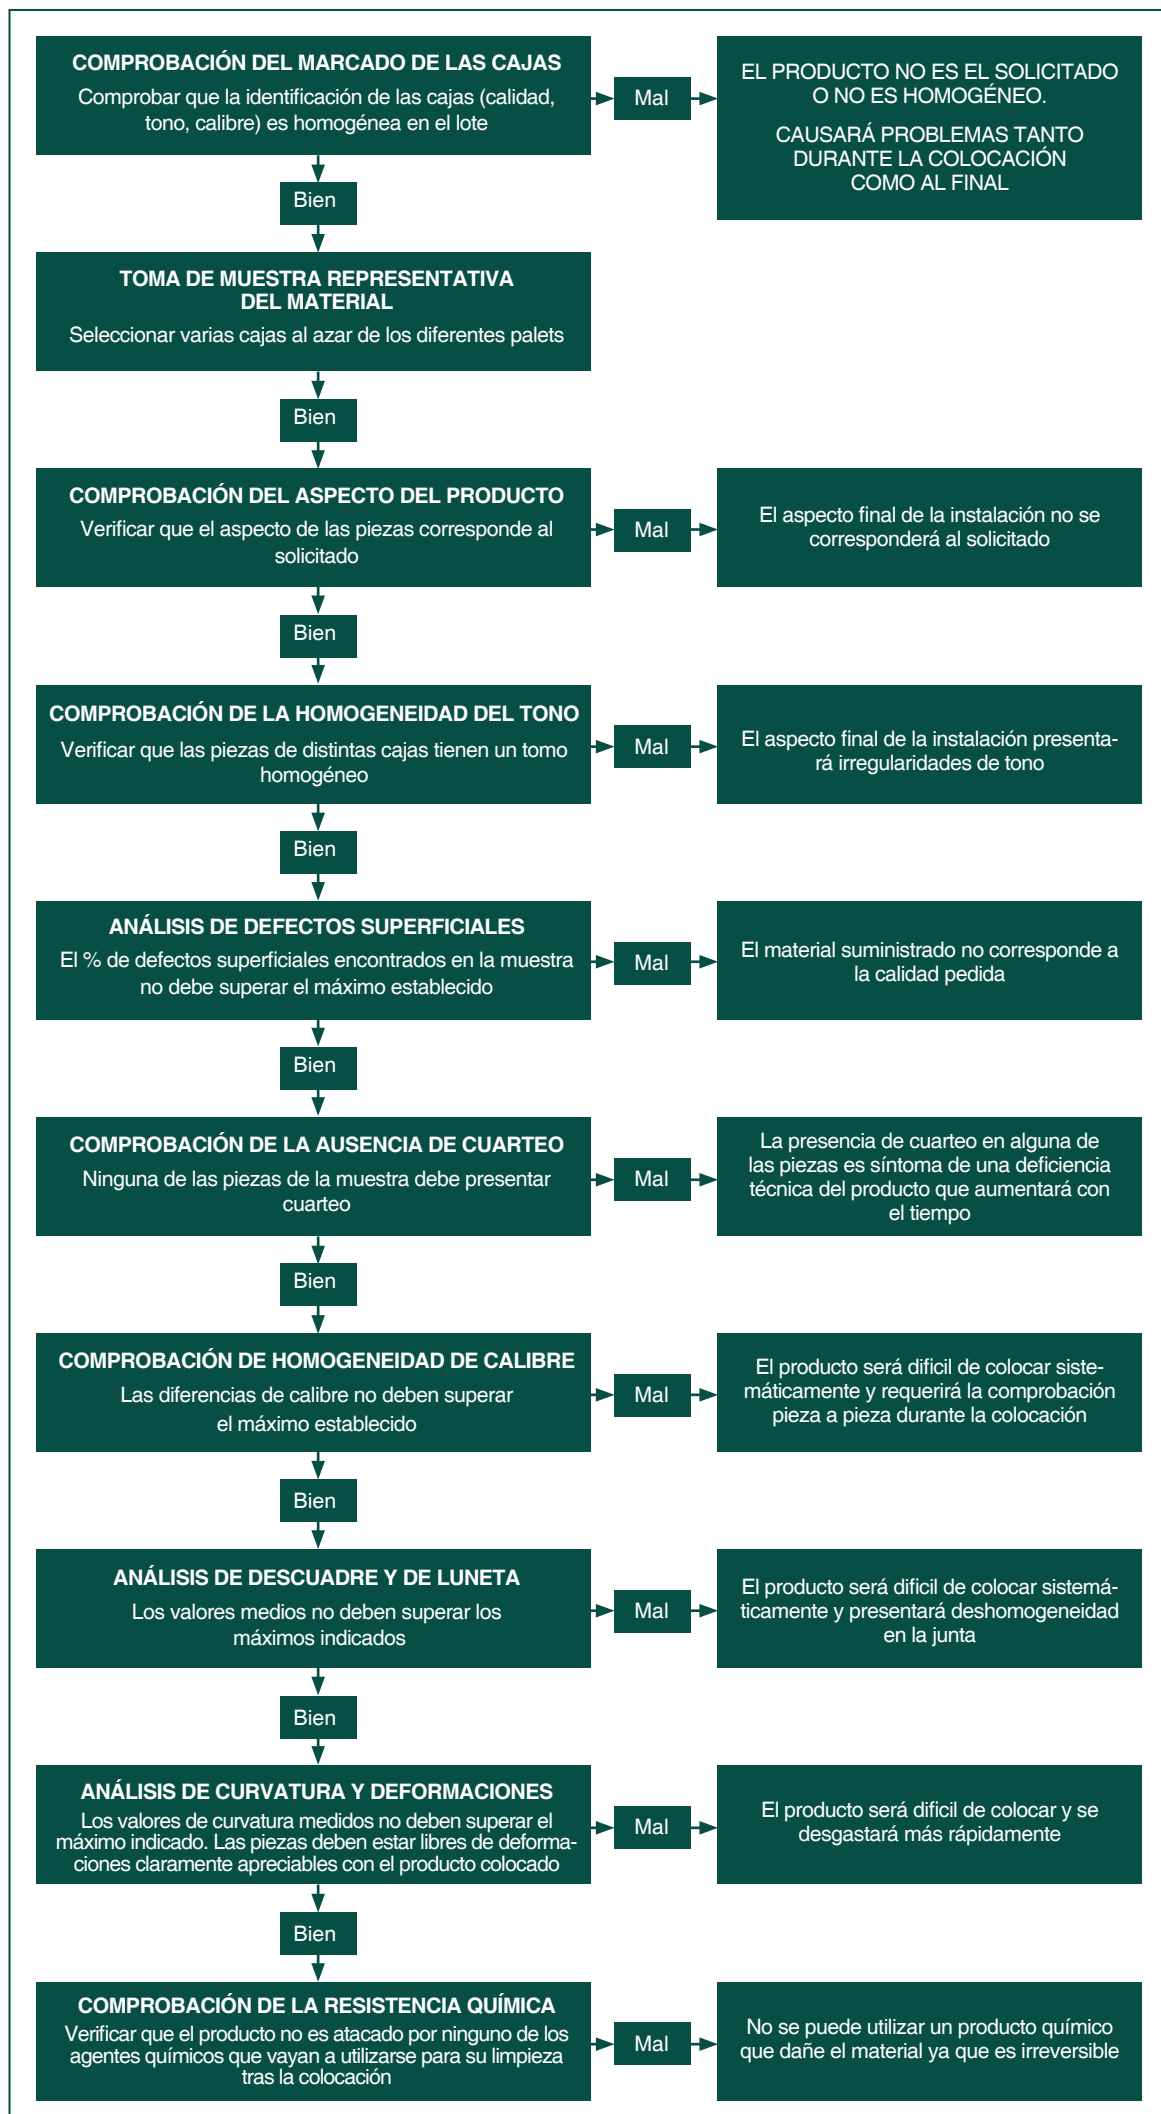 COMPROBACIÓN DEL MARCADO DE LAS CAJAS
Comprobar que la identificación de las cajas (calidad,
tono, calibre) es homogénea en el lote
Mal
EL PRODUCTO NO ES EL SOLICITADO
O NO ES HOMOGÉNEO.
CAUSARÁ PROBLEMAS TANTO
DURANTE LA COLOCACIÓN
COMO AL FINAL
Bien
TOMA DE MUESTRA REPRESENTATIVA
DEL MATERIAL
Seleccionar varias cajas al azar de los diferentes palets
Bien
COMPROBACIÓN DEL ASPECTO DEL PRODUCTO
Verificar que el aspecto de las piezas corresponde al
solicitado
Mal
El aspecto final de la instalación no se
corresponderá al solicitado
Bien
COMPROBACIÓN DE LA HOMOGENEIDAD DEL TONO
Verificar que las piezas de distintas cajas tienen un tomo
homogéneo
Mal
El aspecto final de la instalación presenta-
rá irregularidades de tono
Bien
ANÁLISIS DE DEFECTOS SUPERFICIALES
El % de defectos superficiales encontrados en la muestra
no debe superar el máximo establecido
Mal
El material suministrado no corresponde a
la calidad pedida
Bien
COMPROBACIÓN DE LA AUSENCIA DE CUARTEO
Ninguna de las piezas de la muestra debe presentar
cuarteo
Mal
La presencia de cuarteo en alguna de
las piezas es síntoma de una deficiencia
técnica del producto que aumentará con
el tiempo
Bien
COMPROBACIÓN DE HOMOGENEIDAD DE CALIBRE
Las diferencias de calibre no deben superar
el máximo establecido
Mal
El producto será dificil de colocar siste-
máticamente y requerirá la comprobación
pieza a pieza durante la colocación
Bien
ANÁLISIS DE DESCUADRE Y DE LUNETA
Los valores medios no deben superar los
máximos indicados
Mal
El producto será dificil de colocar sistemá-
ticamente y presentará deshomogeneidad
en la junta
Bien
ANÁLISIS DE CURVATURA Y DEFORMACIONES
Los valores de curvatura medidos no deben superar el
máximo indicado. Las piezas deben estar libres de deforma-
ciones claramente apreciables con el producto colocado
Mal
El producto será dificil de colocar y se
desgastará más rápidamente
Bien
COMPROBACIÓN DE LA RESISTENCIA QUÍMICA
Verificar que el producto no es atacado por ninguno de los
agentes químicos que vayan a utilizarse para su limpieza
tras la colocación
Mal
No se puede utilizar un producto químico
que dañe el material ya que es irreversible